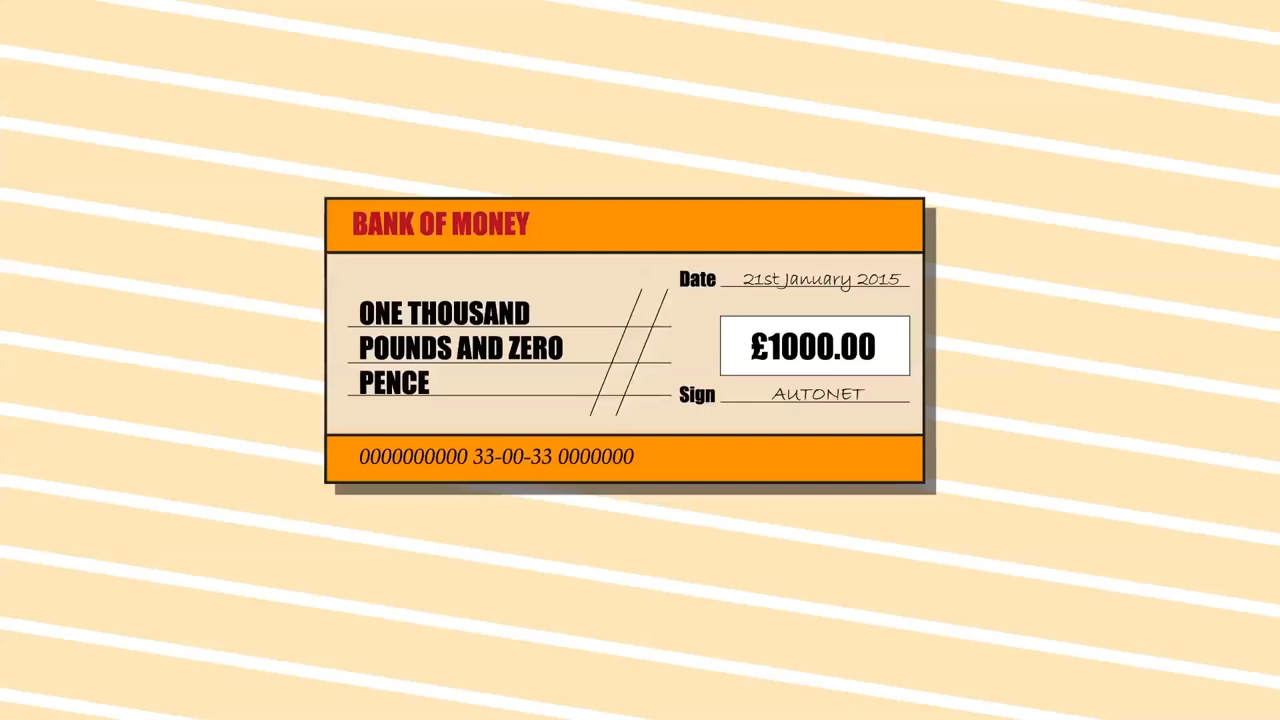 BANK OF MONEY
Date 21st January 2015
ONE THOUSAND
POUNDS AND ZERO
PENCE
£1000.00
Sign AUTONET
0000000000 33-00-33 0000000